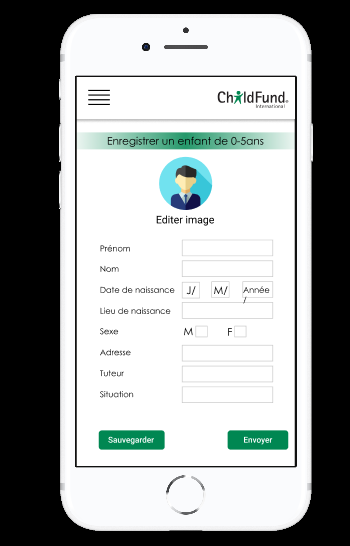 ChildFund
International
Enregistrer un enfant de 0-5ans
Editer image
Prénom
Nom
Date de naissance J/ M/ Année /
Lieu de naissance
Sexe M F
Adresse
Tuteur
Situation
Sauvegarder Envoyer